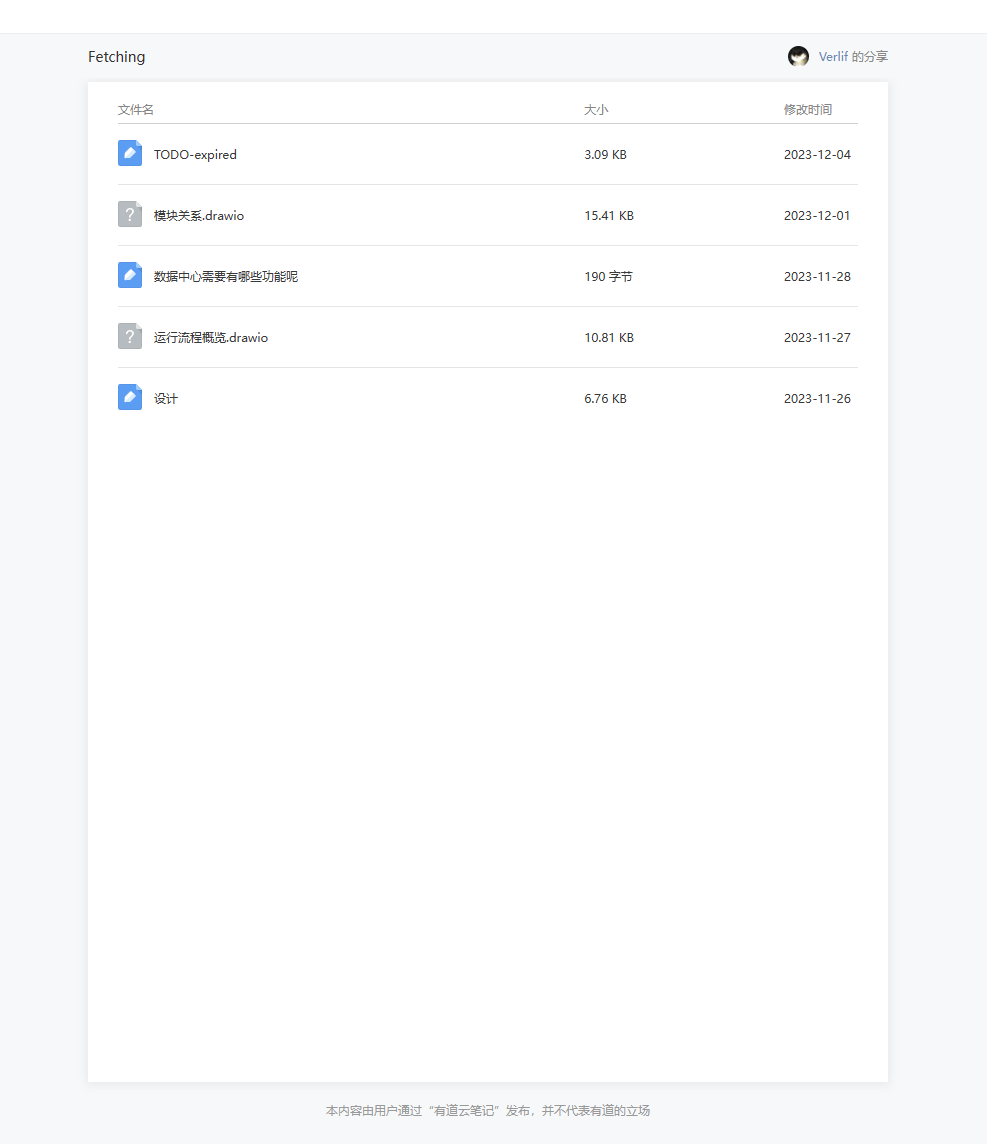 Fetching
Verlif 的分享
文件名 大小 修改时间
TODO-expired 3.09 KB 2023-12-04
? 模块关系.drawio 15.41 KB 2023-12-01
数据中心需要有哪些功能呢 190 字节 2023-11-28
? 运行流程概览.drawio 10.81 KB 2023-11-27
设计 6.76 KB 2023-11-26
本内容由用户通过“有道云笔记”发布，并不代表有道的立场